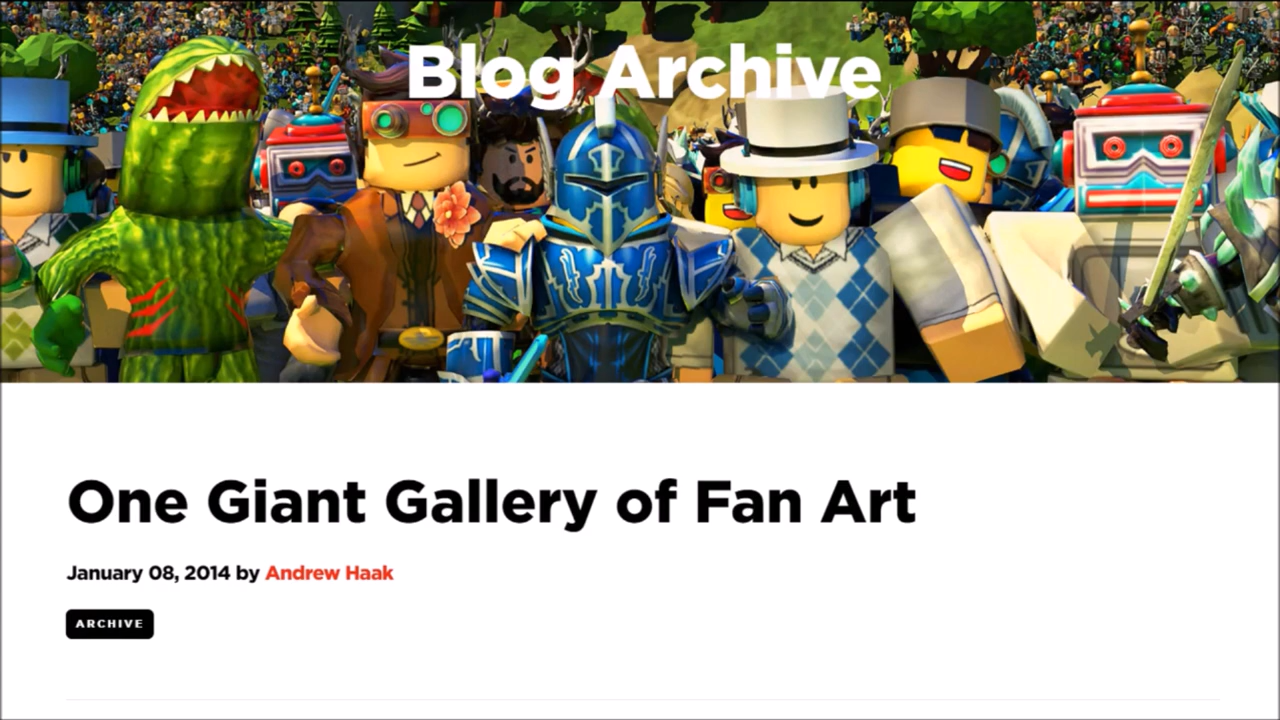 Blog Archive
One Giant Gallery of Fan Art
January 08, 2014 by Andrew Haak
ARCHIVE